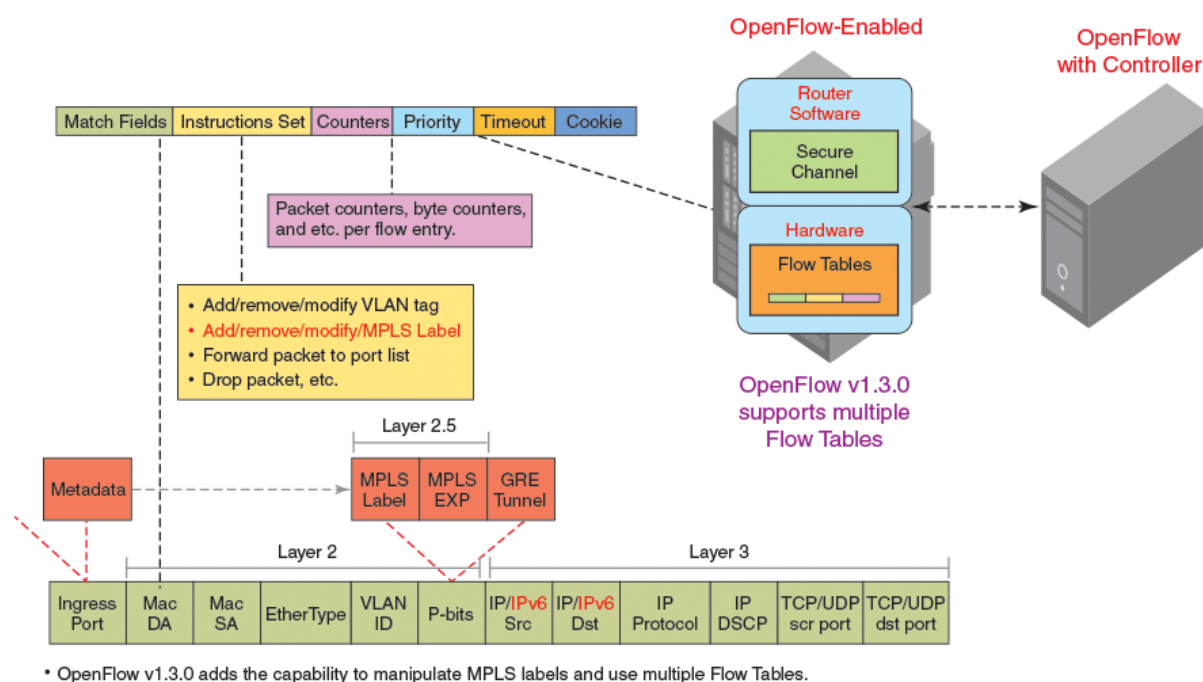 OpenFlow-Enabled
OpenFlow
with Controller
Router
Software
Secure
Channel
Hardware
Flow Tables
OpenFlow v1.3.0
supports multiple
Flow Tables
Match Fields
Instructions Set
Counters
Priority
Timeout
Cookie
Packet counters, byte counters,
and etc. per flow entry.
• Add/remove/modify VLAN tag
• Add/remove/modify/MPLS Label
• Forward packet to port list
• Drop packet, etc.
Layer 2.5
Metadata
MPLS
Label
MPLS
EXP
GRE
Tunnel
Layer 2
Layer 3
Ingress
Port
Mac
DA
Mac
SA
EtherType
VLAN
ID
P-bits
IP/IPv6
Src
IP/IPv6
Dst
IP
Protocol
IP
DSCP
TCP/UDP
scr port
TCP/UDP
dst port
• OpenFlow v1.3.0 adds the capability to manipulate MPLS labels and use multiple Flow Tables.